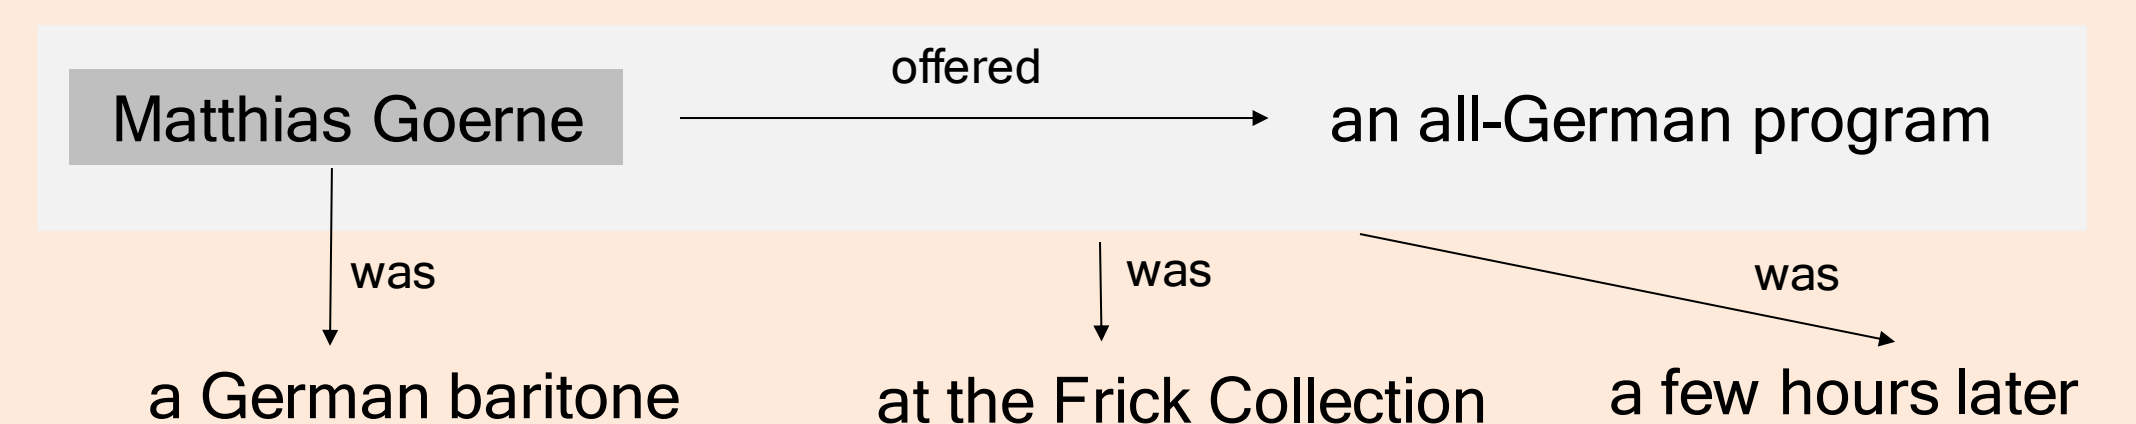 offered
Matthias Goerne
an all-German program
was
was
was
a German baritone
at the Frick Collection
a few hours later